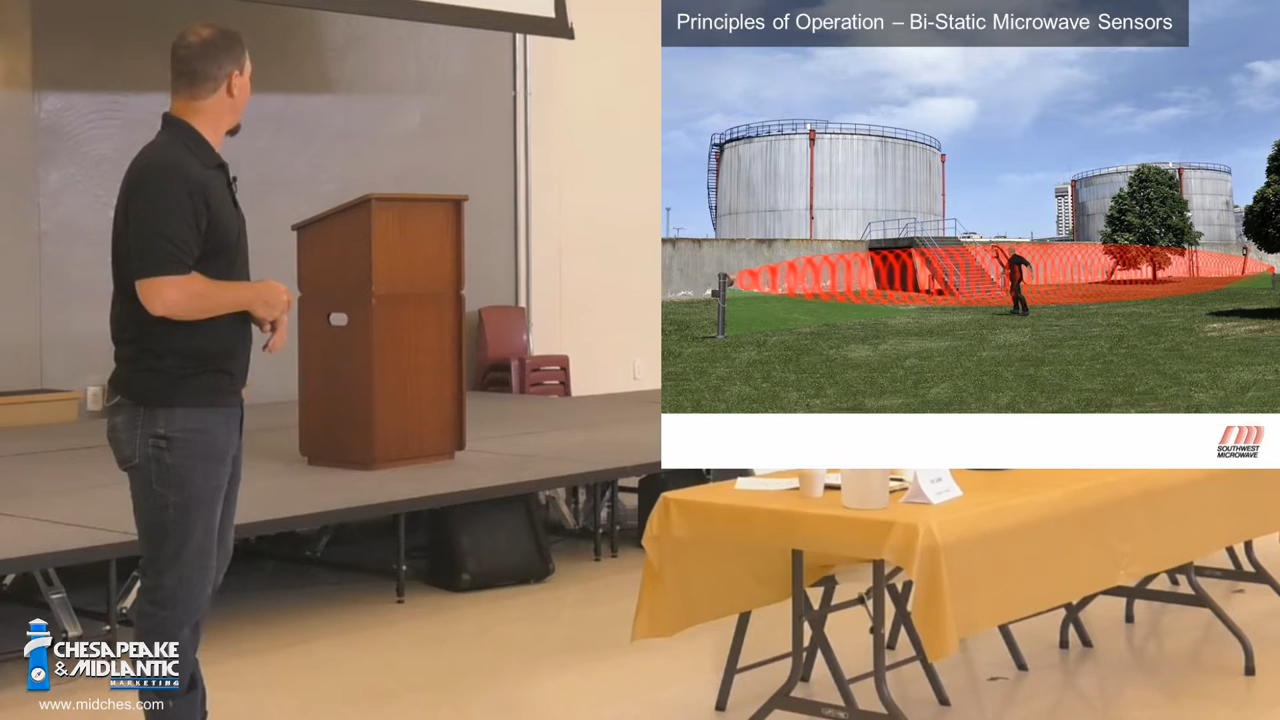 Principles of Operation – Bi-Static Microwave Sensors
SOUTHWEST
MICROWAVE
CHESAPEAKE
& MIDLANTIC
MARKETING
www.midches.com